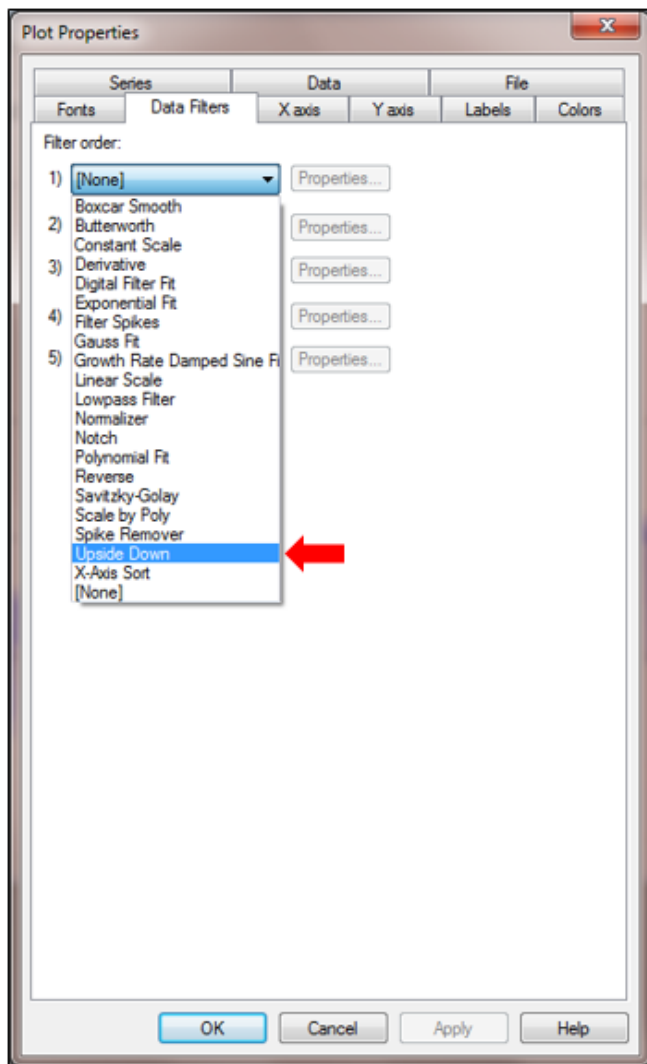 Plot Properties
Series Data File
Fonts Data Filters X axis Y axis Labels Colors
Filter order:
1) [None] Properties...
Boxcar Smooth
2) Butterworth Properties...
Constant Scale
3) Derivative Properties...
Digital Filter Fit
Exponential Fit
4) Filter Spikes Properties...
Gauss Fit
5) Growth Rate Damped Sine Fi Properties...
Linear Scale
Lowpass Filter
Normalizer
Notch
Polynomial Fit
Reverse
Savitzky-Golay
Scale by Poly
Spike Remover
Upside Down
X-Axis Sort
[None]
OK Cancel Apply Help